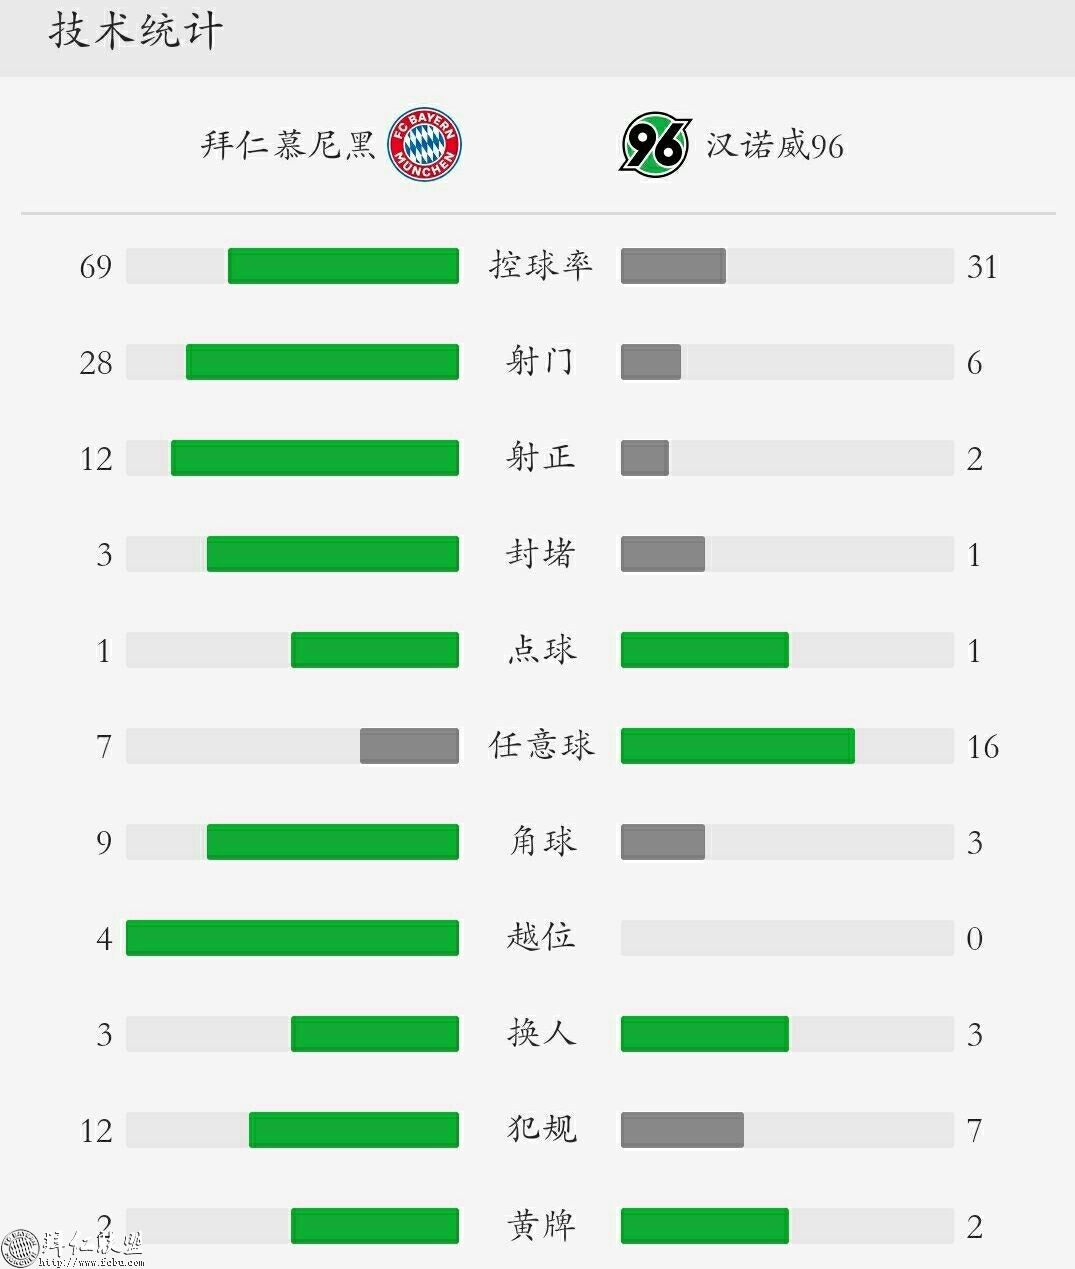 技术统计
拜仁慕尼黑 FC BAYERN MÜNCHEN 96 汉诺威96
69 控球率 31
28 射门 6
12 射正 2
3 封堵 1
1 点球 1
7 任意球 16
9 角球 3
4 越位 0
3 换人 3
12 犯规 7
2 黄牌 2
拜仁联盟
http://www.fcbu.com